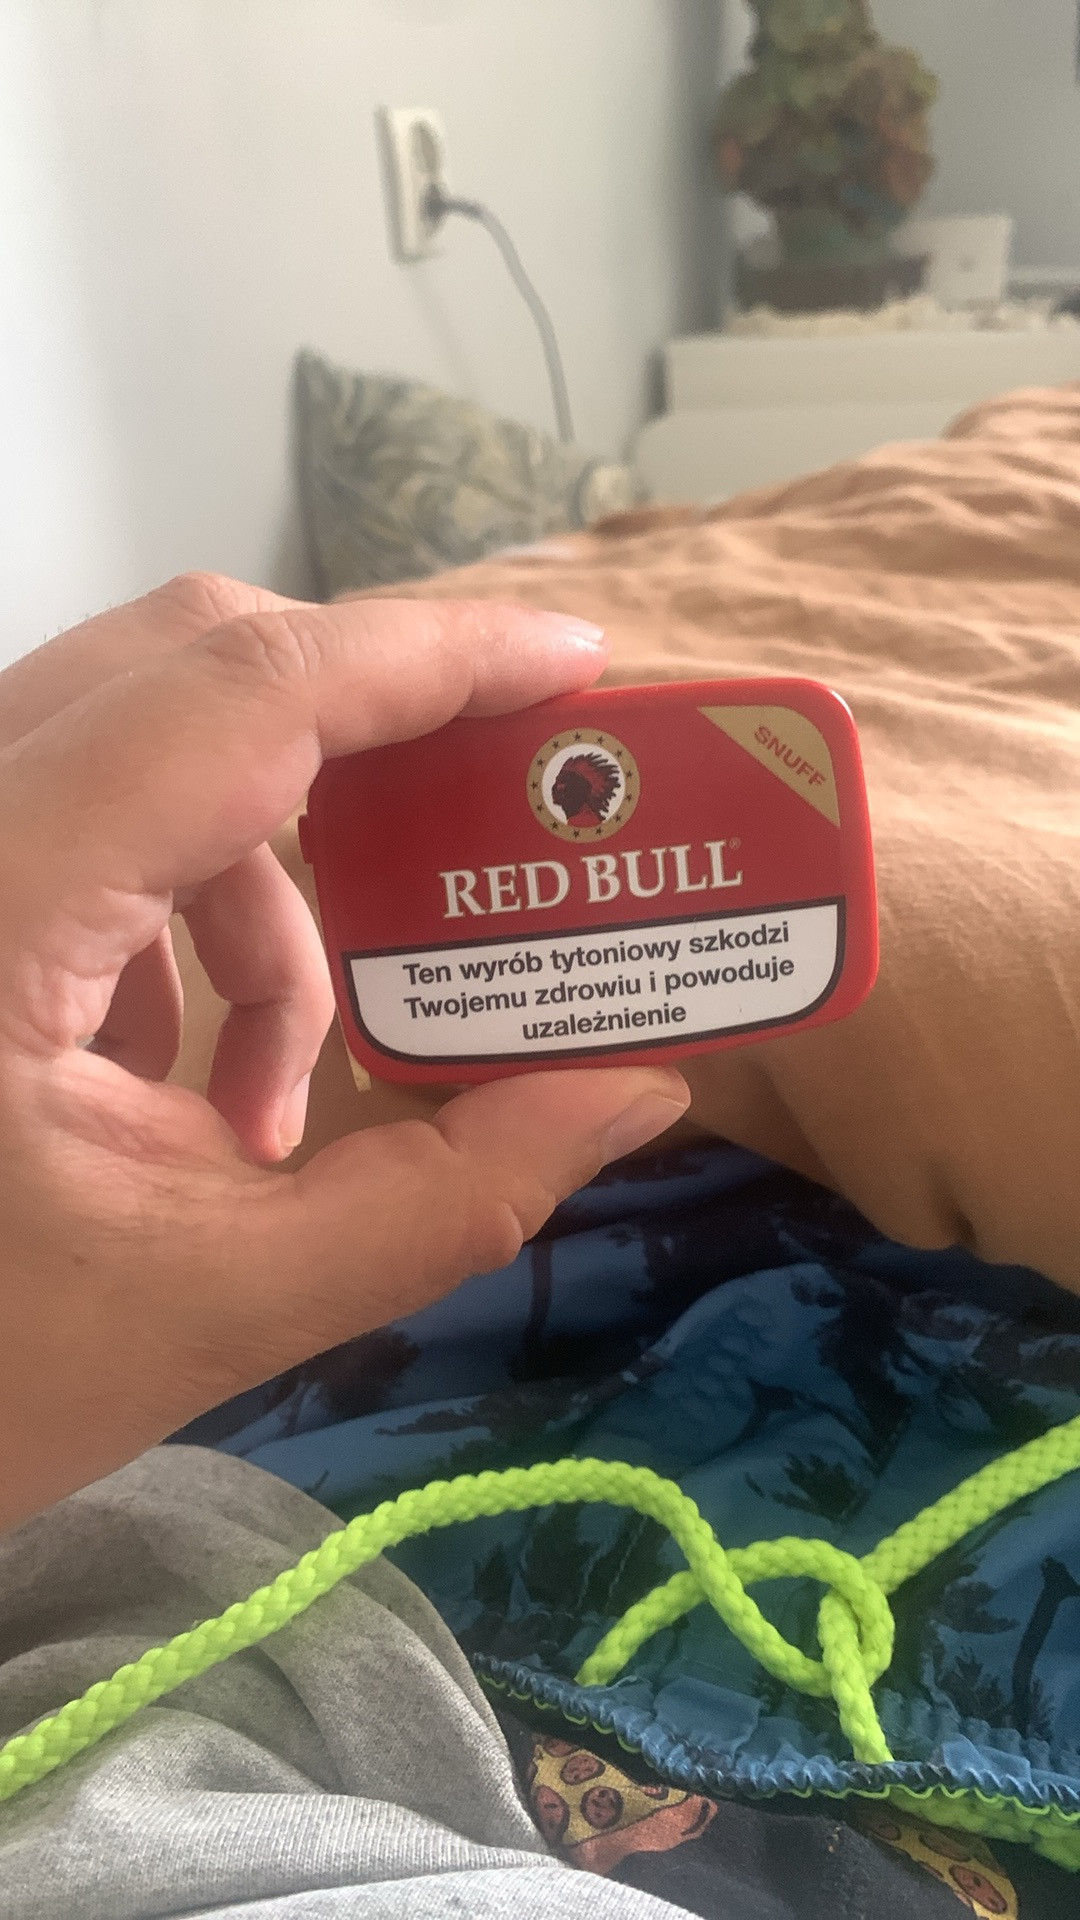 SNUFF
RED BULL®
Ten wyrób tytoniowy szkodzi
Twojemu zdrowiu i powoduje
uzależnienie